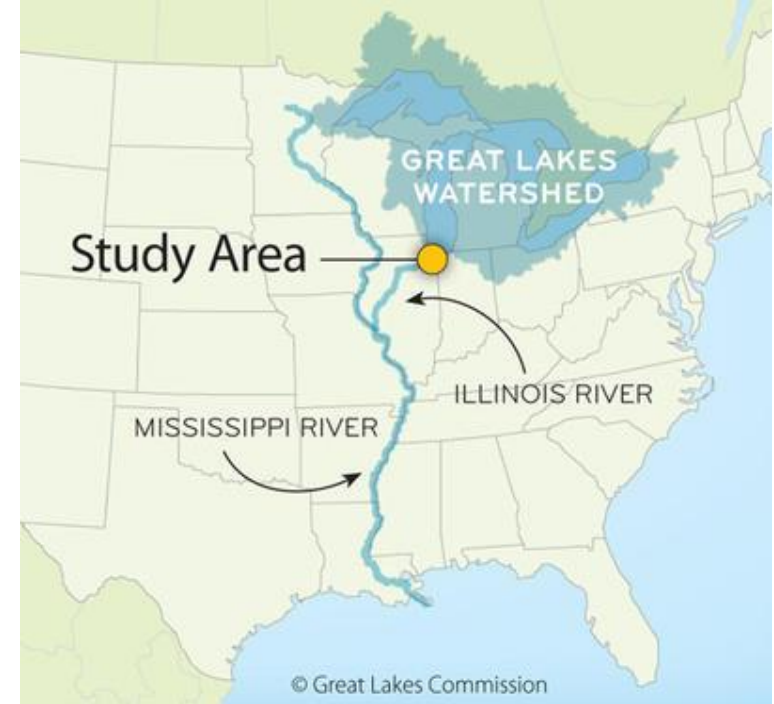 GREAT LAKES
WATERSHED
Study Area
ILLINOIS RIVER
MISSISSIPPI RIVER
© Great Lakes Commission